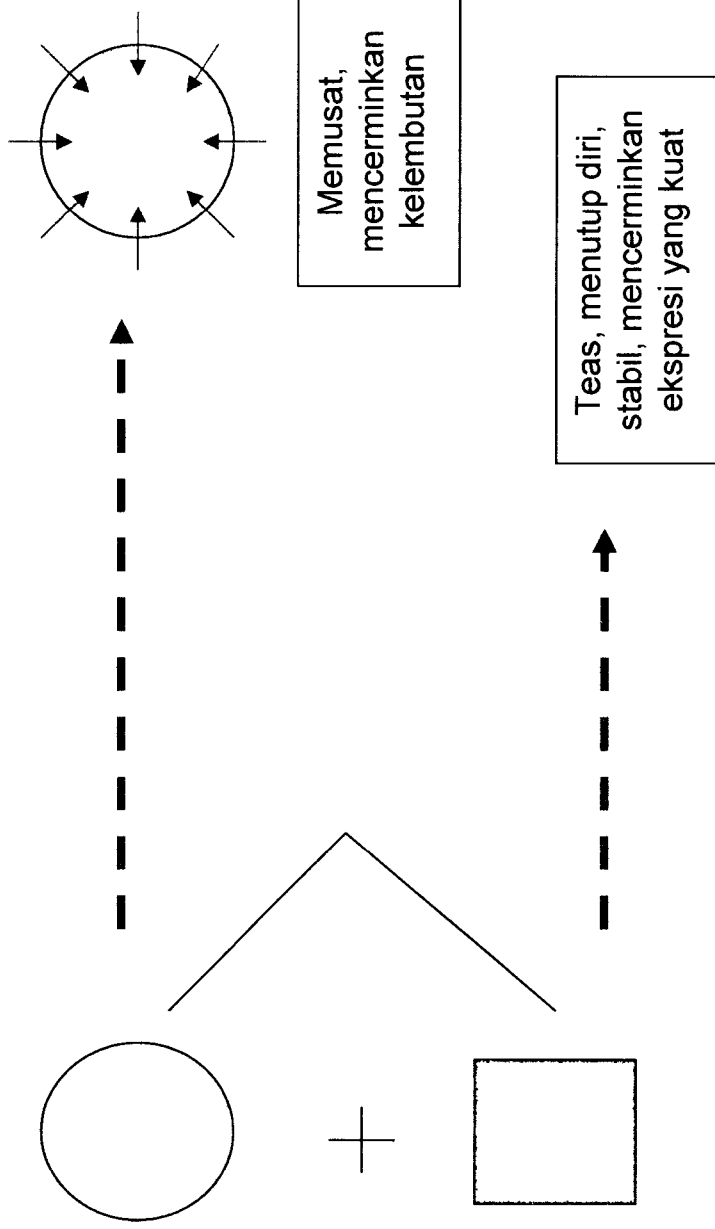 Memusat,
mencerminkan
kelembutan
Teas, menutup diri,
stabil, mencerminkan
ekspresi yang kuat